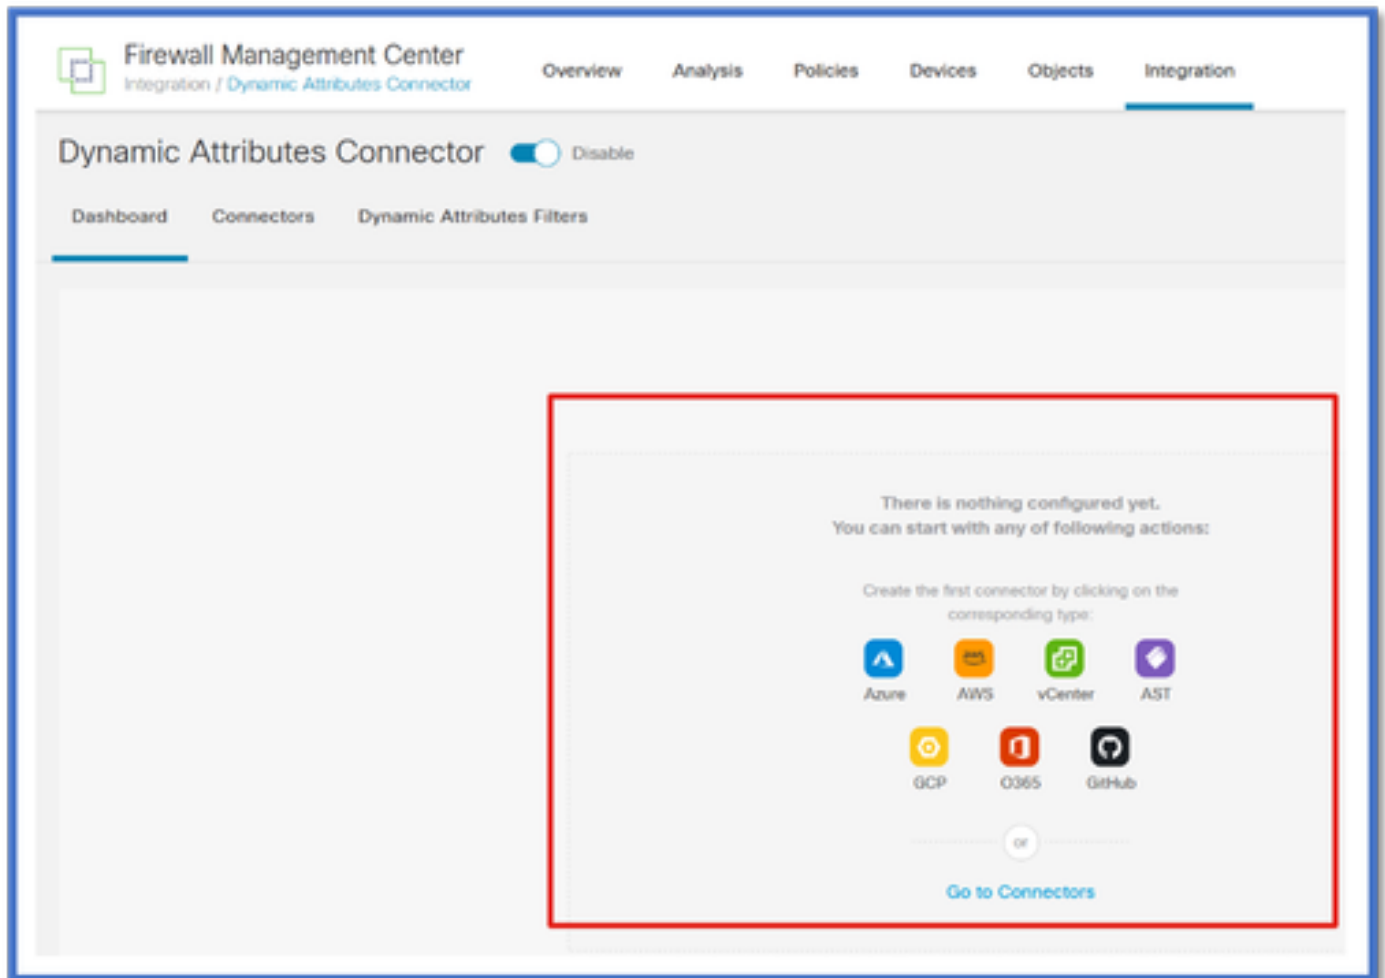 Firewall Management Center
Integration / Dynamic Attributes Connector
Overview Analysis Policies Devices Objects Integration
Dynamic Attributes Connector Disable
Dashboard Connectors Dynamic Attributes Filters
There is nothing configured yet.
You can start with any of following actions:
Create the first connector by clicking on the
corresponding type:
aws
Azure AWS vCenter AST
GCP O365 GitHub
or
Go to Connectors